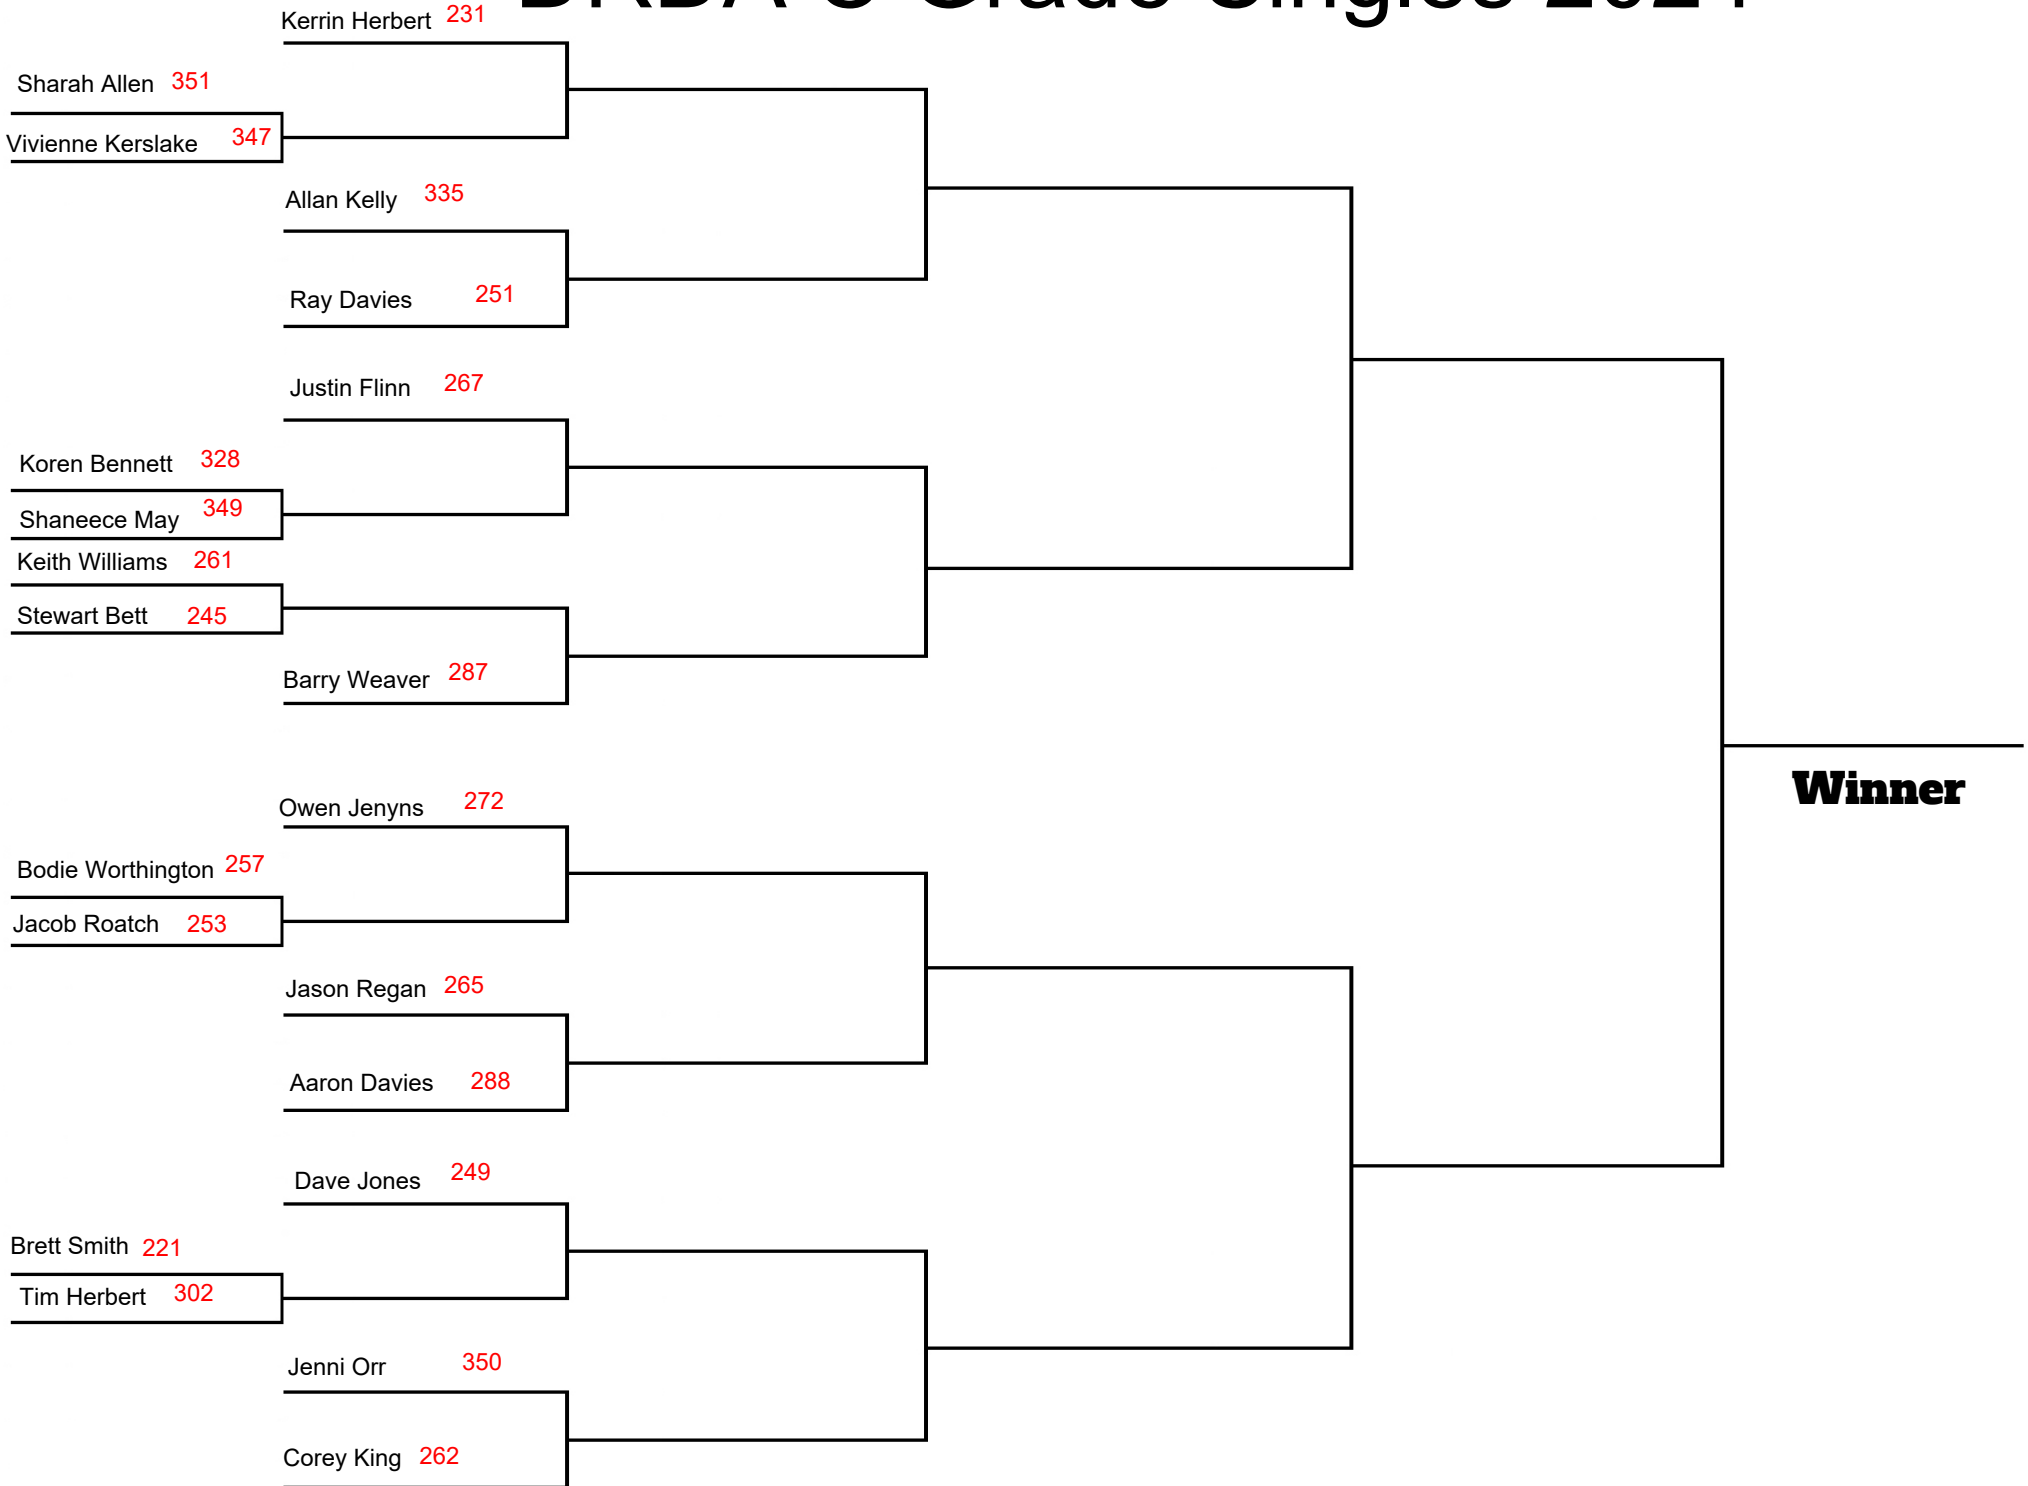 Kerrin Herbert 231
Sharah Allen 351
Vivienne Kerslake 347
Allan Kelly 335
Ray Davies 251
Justin Flinn 267
Koren Bennett 328
Shaneece May 349
Keith Williams 261
Stewart Bett 245
Barry Weaver 287
Winner
Owen Jenyns 272
Bodie Worthington 257
Jacob Roatch 253
Jason Regan 265
Aaron Davies 288
Dave Jones 249
Brett Smith 221
Tim Herbert 302
Jenni Orr 350
Corey King 262